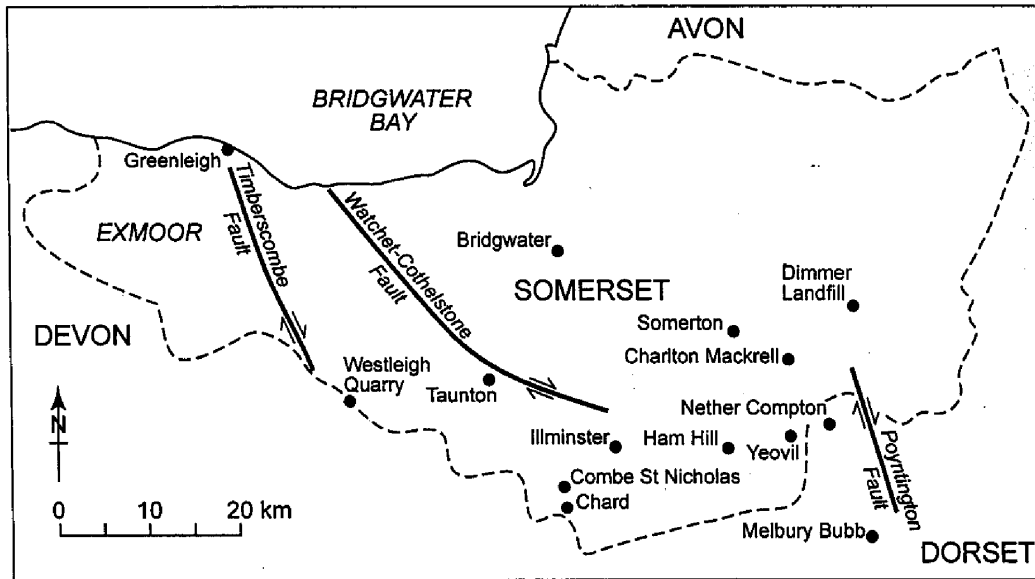 AVON
BRIDGWATER
BAY
Greenleigh
Timberscombe
Fault
EXMOOR
Watchet-Cothelstone
Fault
Bridgwater
SOMERSET
Dimmer
Landfill
Somerton
Charlton Mackrell
DEVON
Westleigh
Quarry
Taunton
Nether Compton
N
Illminster
Ham Hill
Yeovil
Poyntington
Fault
Combe St Nicholas
Chard
0 10 20 km
Melbury Bubb
DORSET